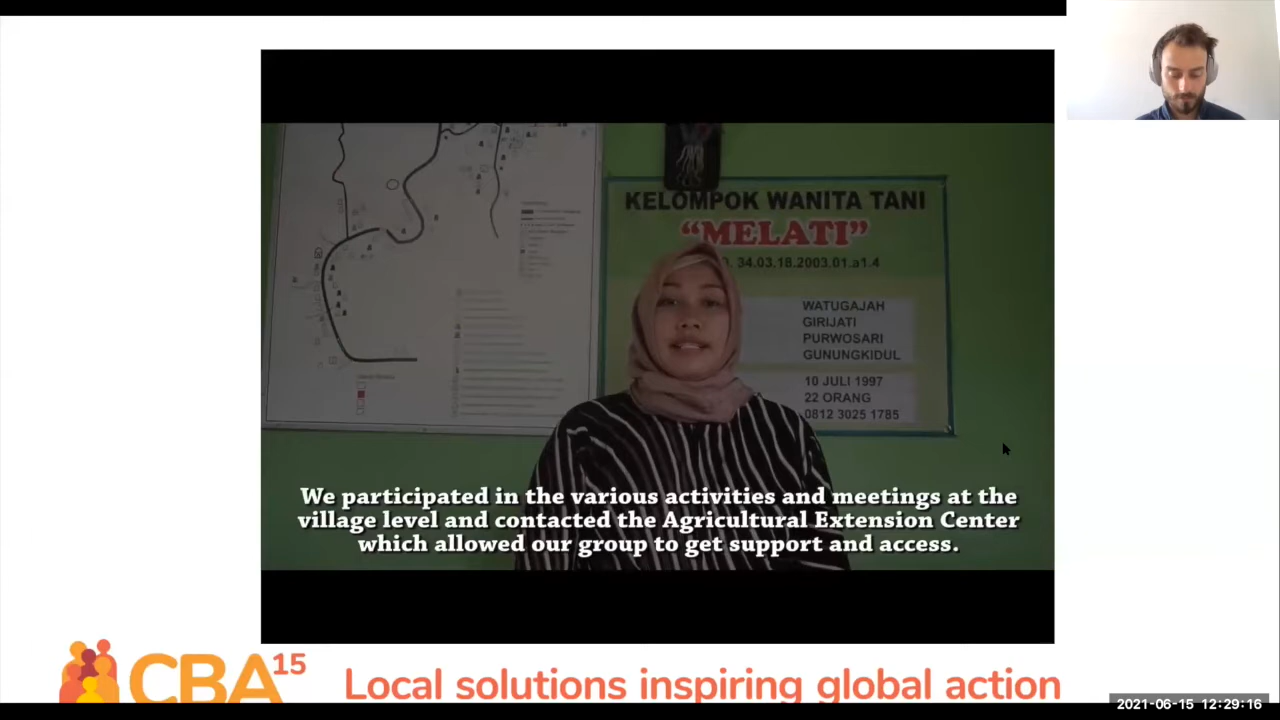 KELOMPOK WANITA TANI
“MELATI”
34.03.18.2003.01.a1.4
WATUGAJAH
GIRIJATI
PURWOSARI
GUNUNGKIDUL
10 JULI 1997
22 ORANG
0812 3025 1785
We participated in the various activities and meetings at the
village level and contacted the Agricultural Extension Center
which allowed our group to get support and access.
CBA15
Local solutions inspiring global action
2021-06-15 12:29:16